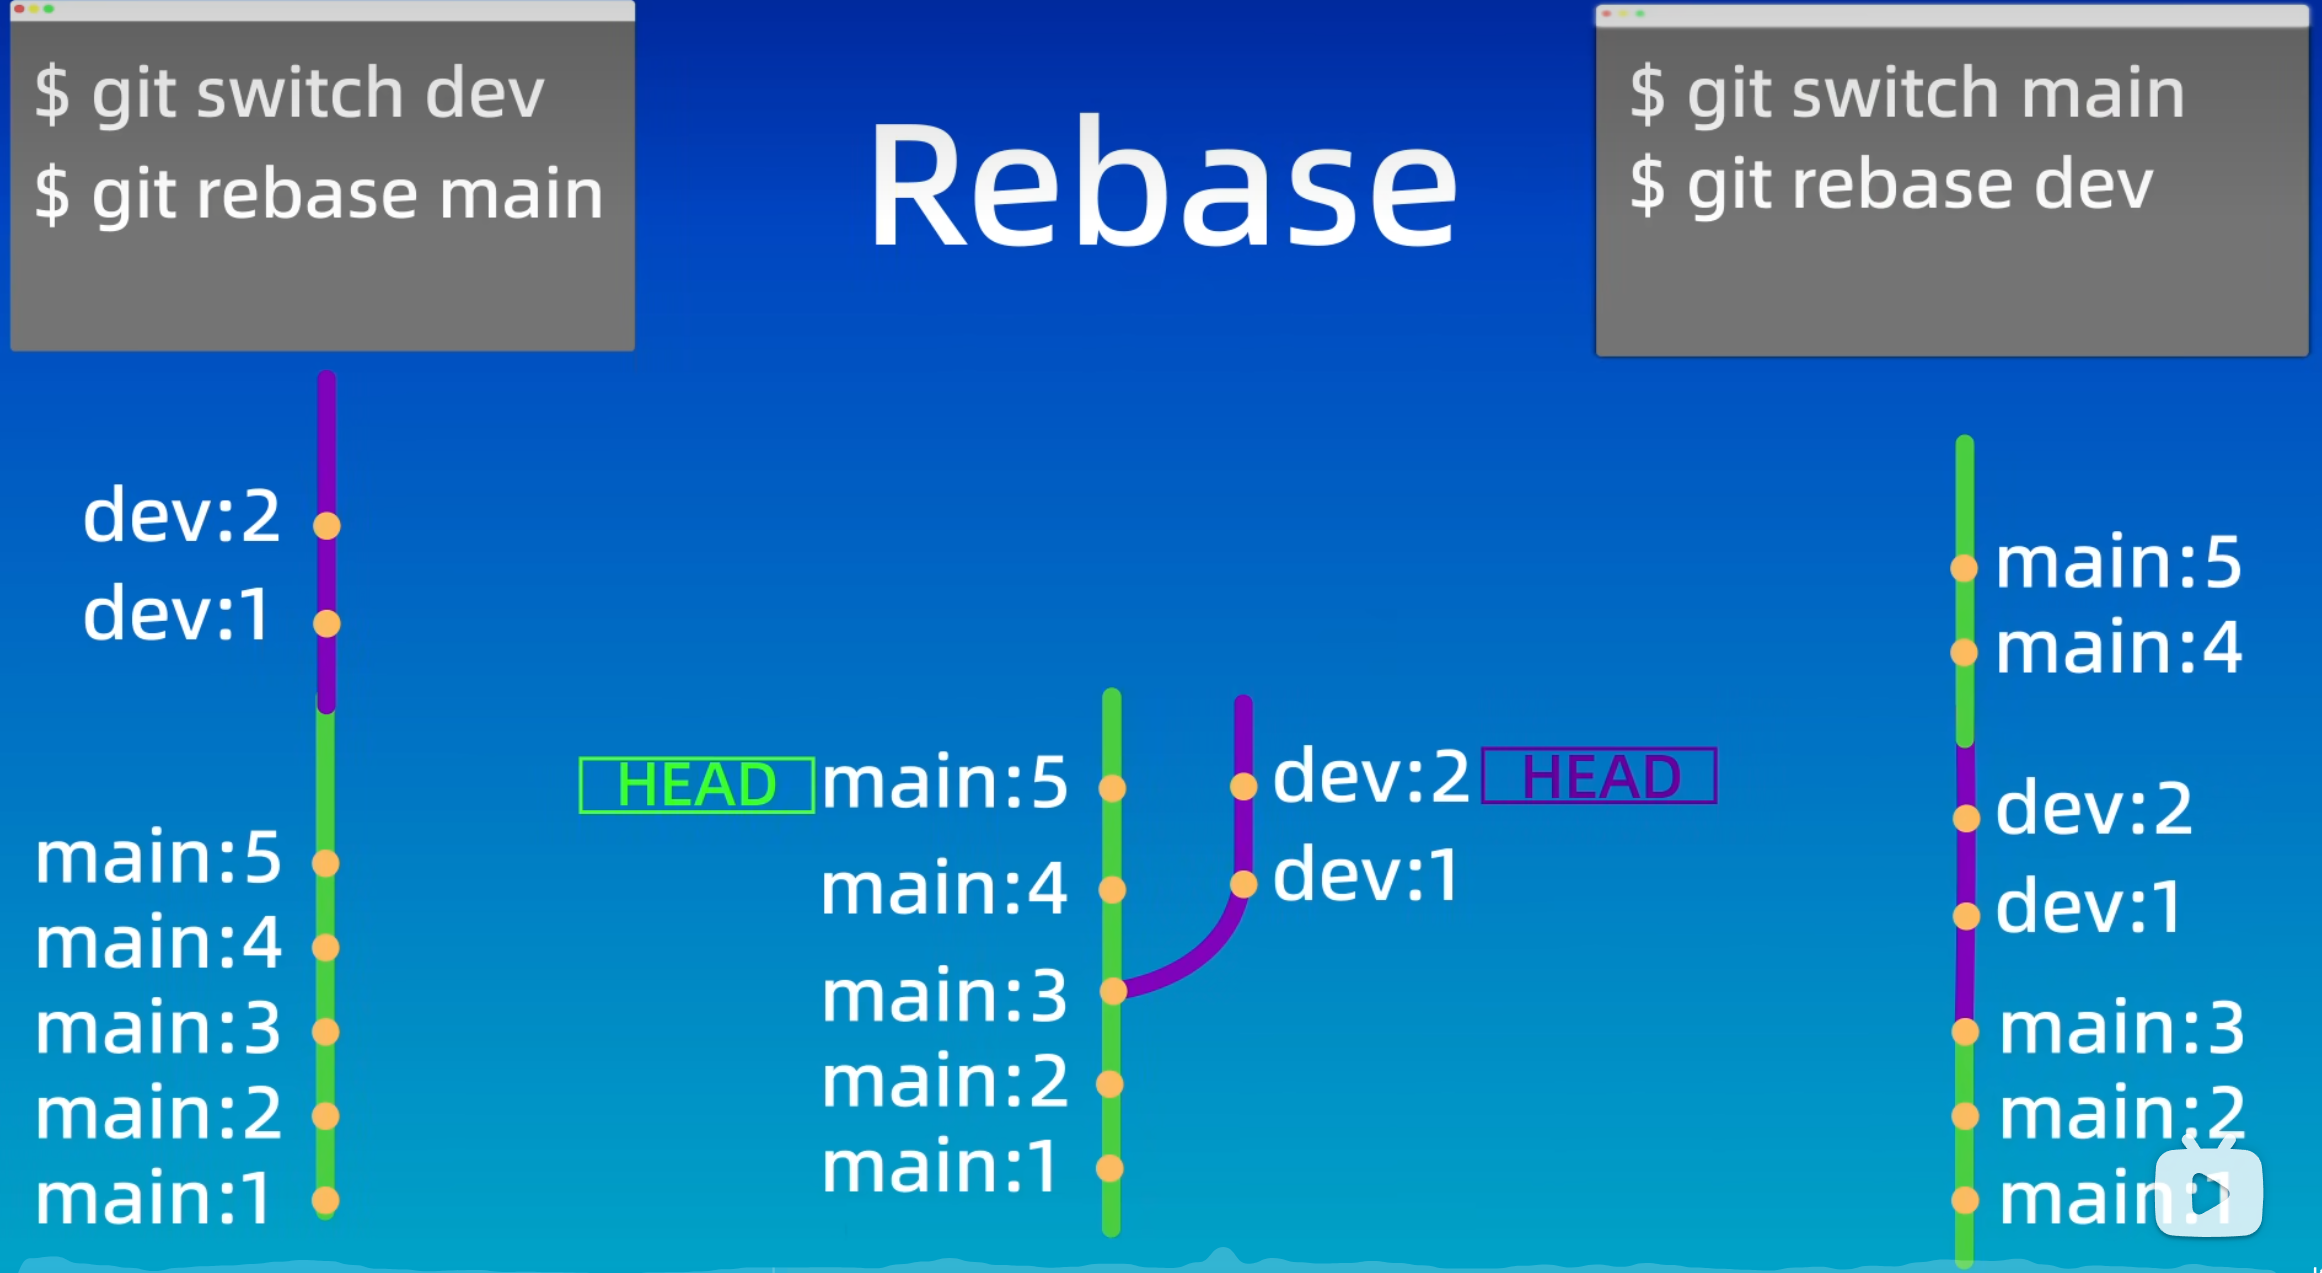 $ git switch dev
$ git rebase main
Rebase
$ git switch main
$ git rebase dev
dev:2
dev:1
main:5
main:4
main:3
main:2
main:1
HEAD main:5
main:4
main:3
main:2
main:1
dev:2 HEAD
dev:1
main:5
main:4
dev:2
dev:1
main:3
main:2
main:1